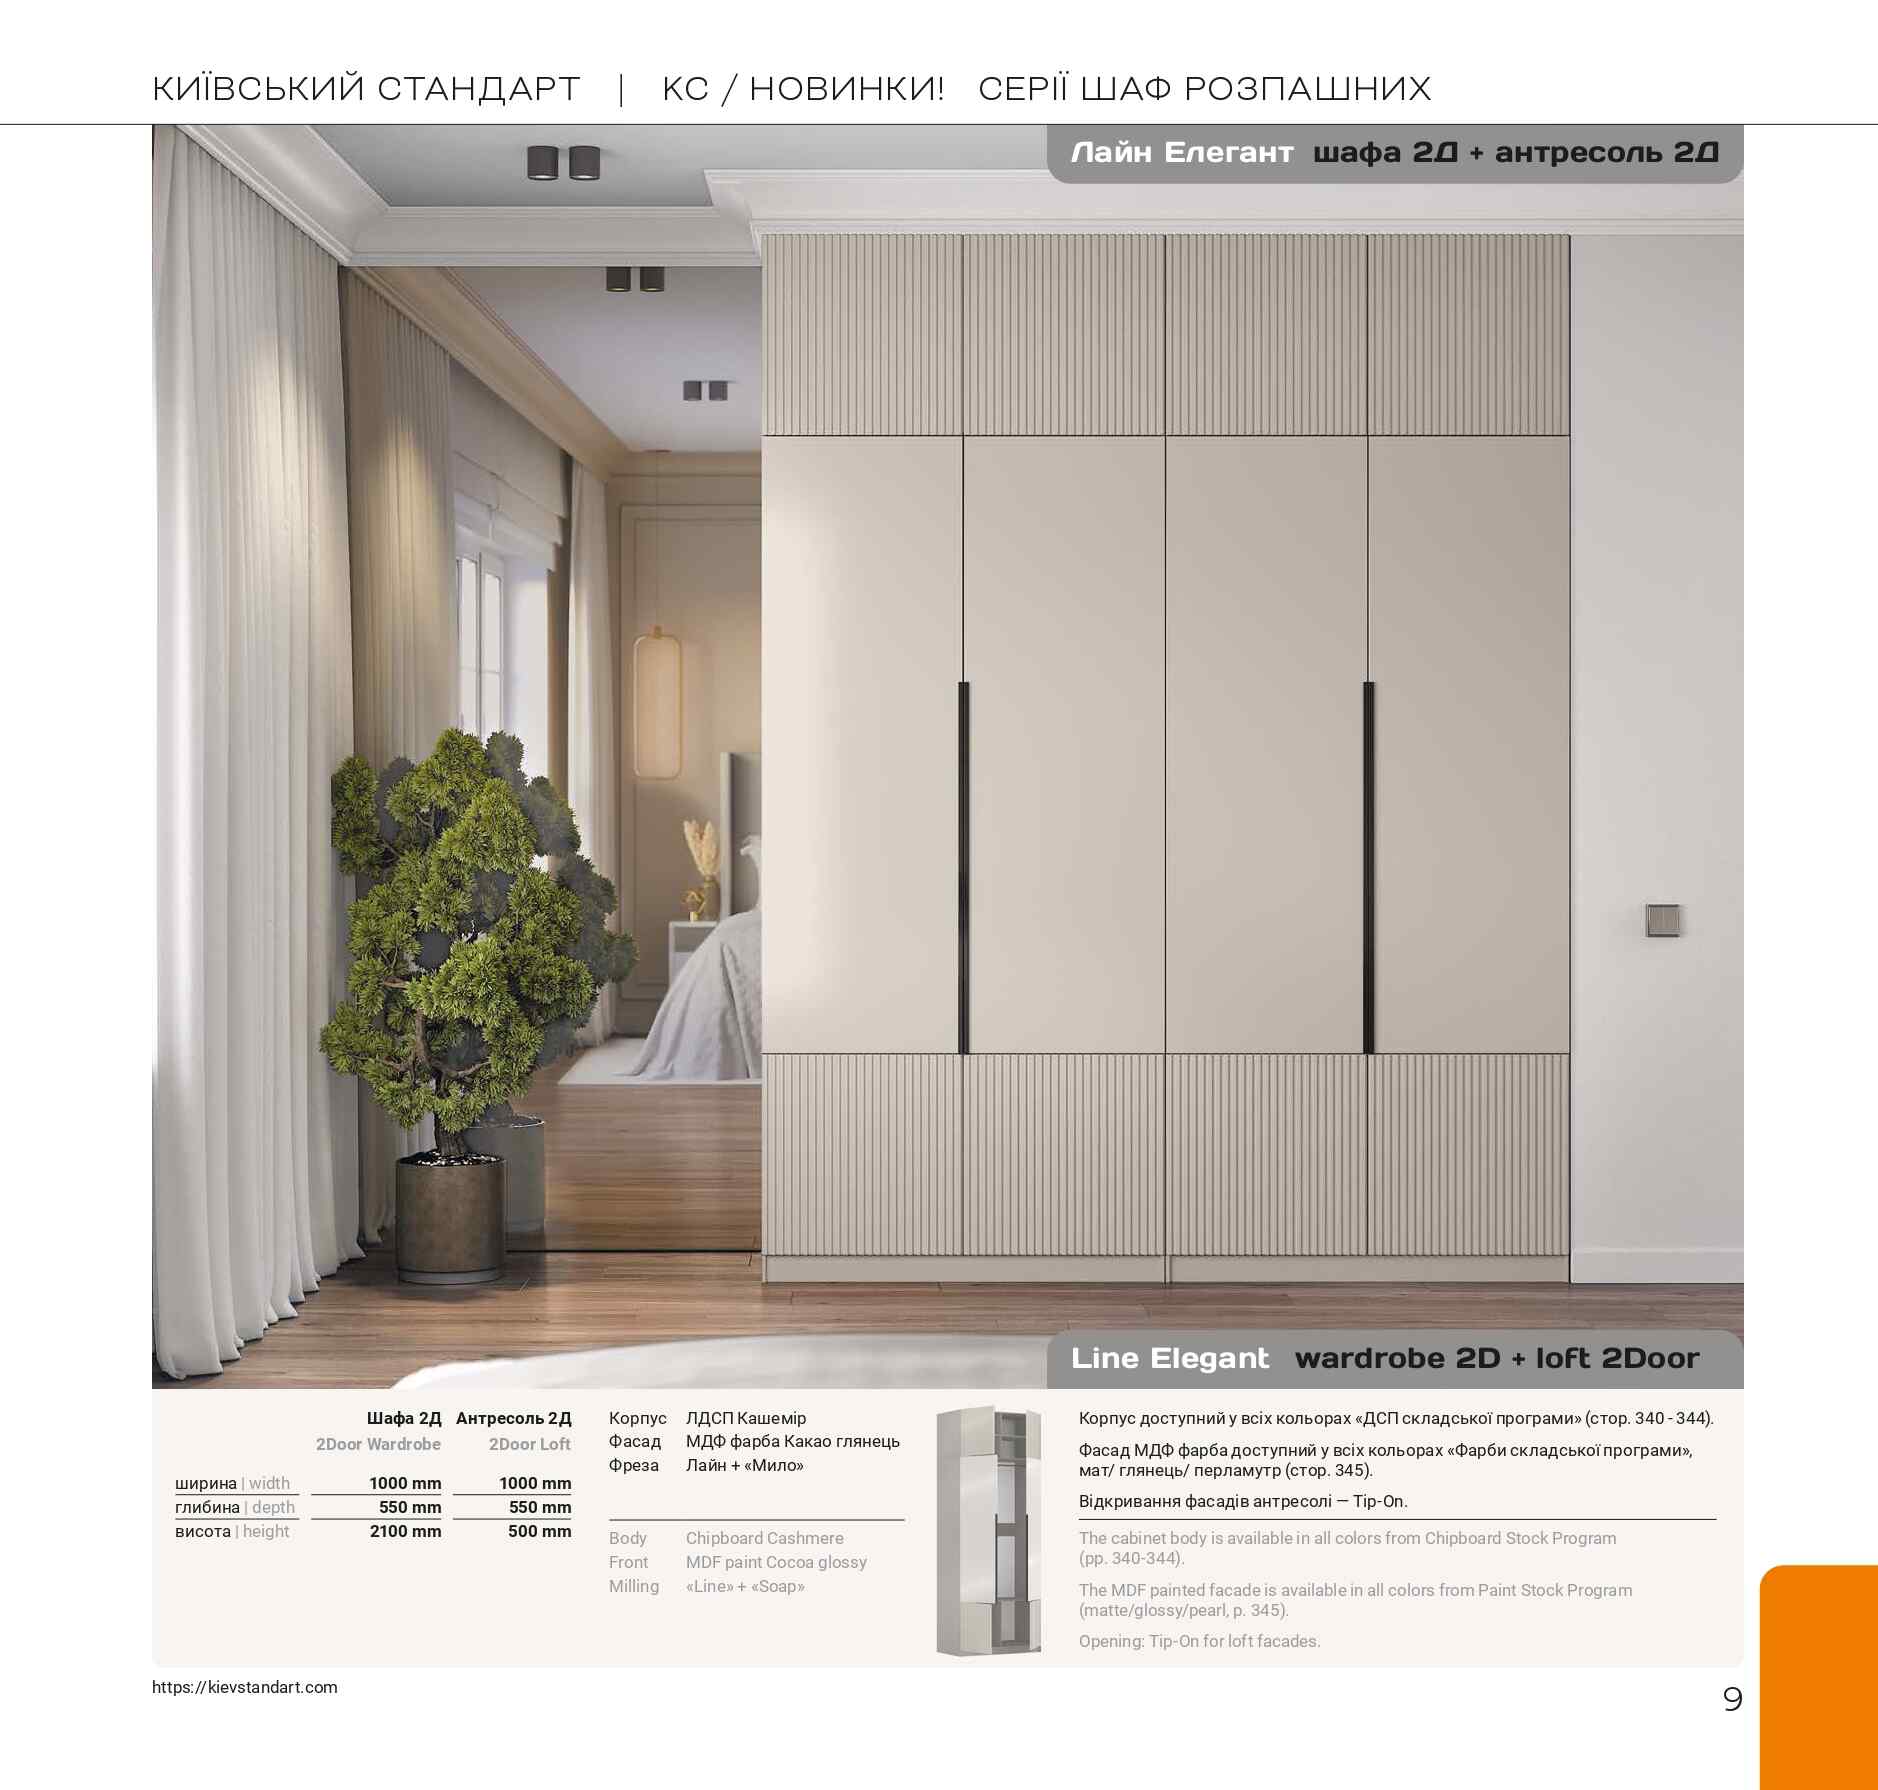 КИЇВСЬКИЙ СТАНДАРТ | КС / НОВИНКИ! СЕРІЇ ШАФ РОЗПАШНИХ
Лайн Елегант шафа 2Д + антресоль 2Д
Line Elegant wardrobe 2D + loft 2Door
Шафа 2Д Антресоль 2Д
2Door Wardrobe 2Door Loft
ширина | width 1000 mm 1000 mm
глибина | depth 550 mm 550 mm
висота | height 2100 mm 500 mm
Корпус ЛДСП Кашемір
Фасад МДФ фарба Какао глянець
Фреза Лайн + «Мило»
Body Chipboard Cashmere
Front MDF paint Cocoa glossy
Milling «Line» + «Soap»
Корпус доступний у всіх кольорах «ДСП складської програми» (стор. 340 - 344).
Фасад МДФ фарба доступний у всіх кольорах «Фарби складської програми»,
мат/ глянець/ перламутр (стор. 345).
Відкривання фасадів антресолі — Tip-On.
The cabinet body is available in all colors from Chipboard Stock Program
(pp. 340-344).
The MDF painted facade is available in all colors from Paint Stock Program
(matte/glossy/pearl, p. 345).
Opening: Tip-On for loft facades.
https://kievstandart.com
9